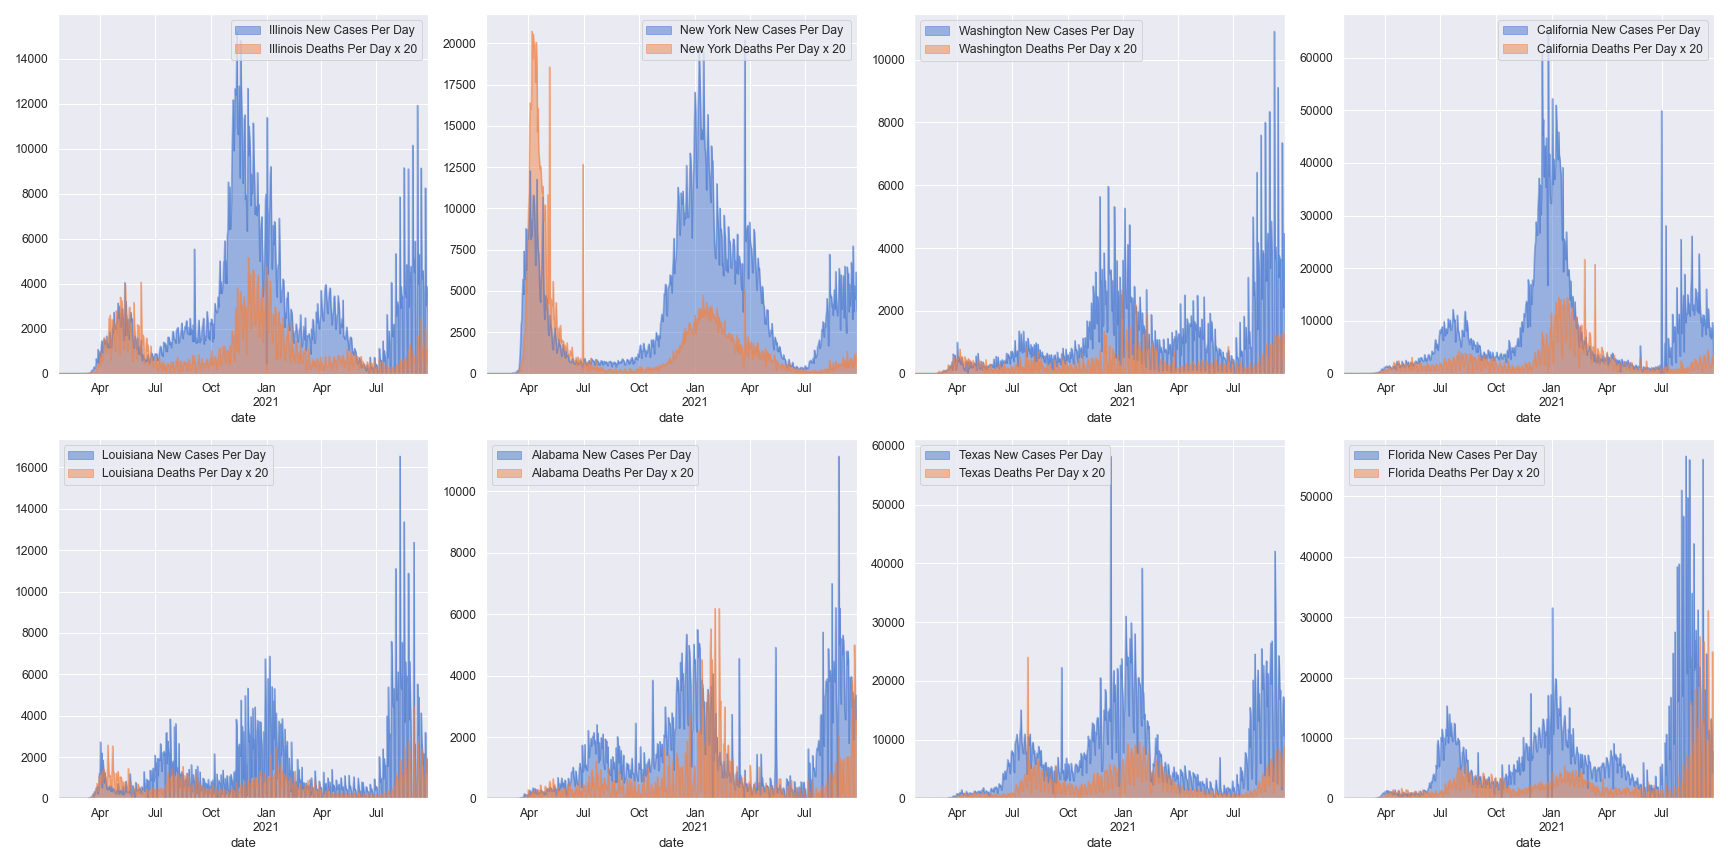 Illinois New Cases Per Day
Illinois Deaths Per Day x 20
14000
12000
10000
8000
6000
4000
2000
0
Apr Jul Oct Jan Apr Jul
2021
date
New York New Cases Per Day
New York Deaths Per Day x 20
20000
17500
15000
12500
10000
7500
5000
2500
0
Apr Jul Oct Jan Apr Jul
2021
date
Washington New Cases Per Day
Washington Deaths Per Day x 20
10000
8000
6000
4000
2000
0
Apr Jul Oct Jan Apr Jul
2021
date
California New Cases Per Day
California Deaths Per Day x 20
60000
50000
40000
30000
20000
10000
0
Apr Jul Oct Jan Apr Jul
2021
date
Louisiana New Cases Per Day
Louisiana Deaths Per Day x 20
16000
14000
12000
10000
8000
6000
4000
2000
0
Apr Jul Oct Jan Apr Jul
2021
date
Alabama New Cases Per Day
Alabama Deaths Per Day x 20
10000
8000
6000
4000
2000
0
Apr Jul Oct Jan Apr Jul
2021
date
Texas New Cases Per Day
Texas Deaths Per Day x 20
60000
50000
40000
30000
20000
10000
0
Apr Jul Oct Jan Apr Jul
2021
date
Florida New Cases Per Day
Florida Deaths Per Day x 20
50000
40000
30000
20000
10000
0
Apr Jul Oct Jan Apr Jul
2021
date